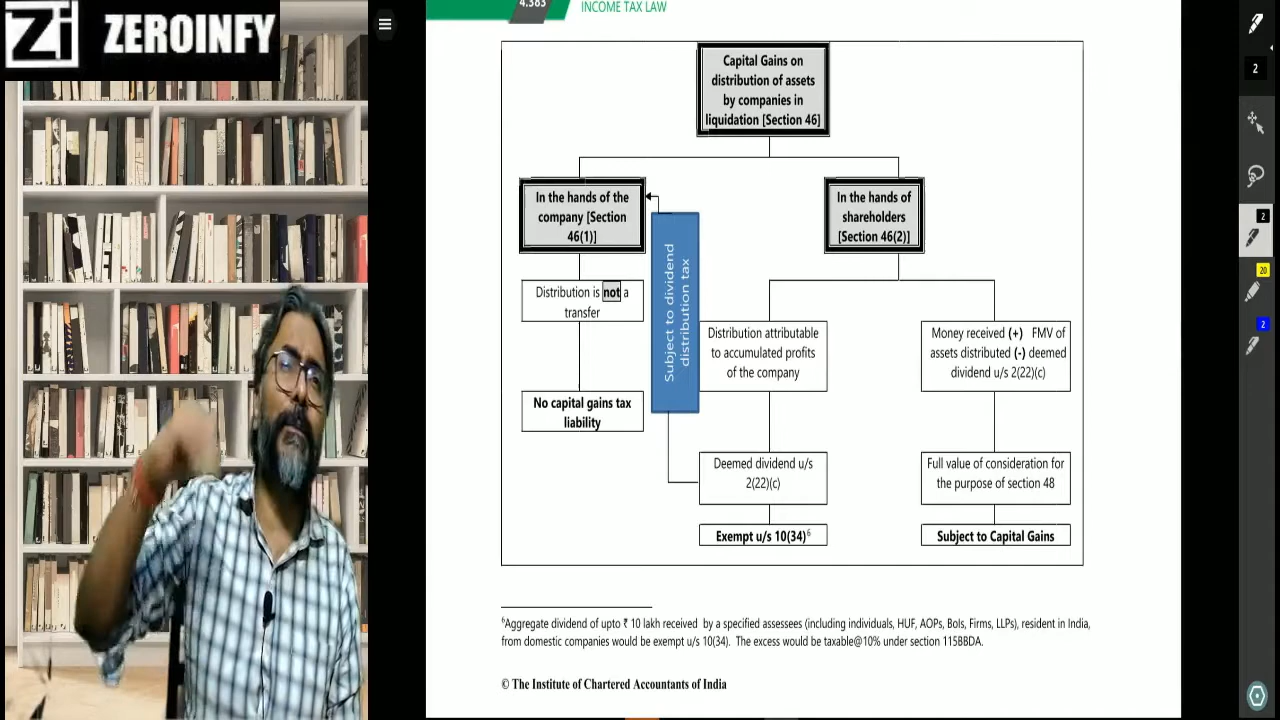 Zi ZEROINFY
4.383
INCOME TAX LAW
Capital Gains on
distribution of assets
by companies in
liquidation [Section 46]
In the hands of the
company [Section
46(1)]
In the hands of
shareholders
[Section 46(2)]
Distribution is not a
transfer
No capital gains tax
liability
Subject to dividend
distribution tax
Distribution attributable
to accumulated profits
of the company
Money received (+) FMV of
assets distributed (-) deemed
dividend u/s 2(22)(c)
Deemed dividend u/s
2(22)(c)
Full value of consideration for
the purpose of section 48
Exempt u/s 10(34)6
Subject to Capital Gains
6Aggregate dividend of upto ₹ 10 lakh received by a specified assessees (including individuals, HUF, AOPs, BoIs, Firms, LLPs), resident in India,
from domestic companies would be exempt u/s 10(34). The excess would be taxable@10% under section 115BBDA.
© The Institute of Chartered Accountants of India
2
2
20
2